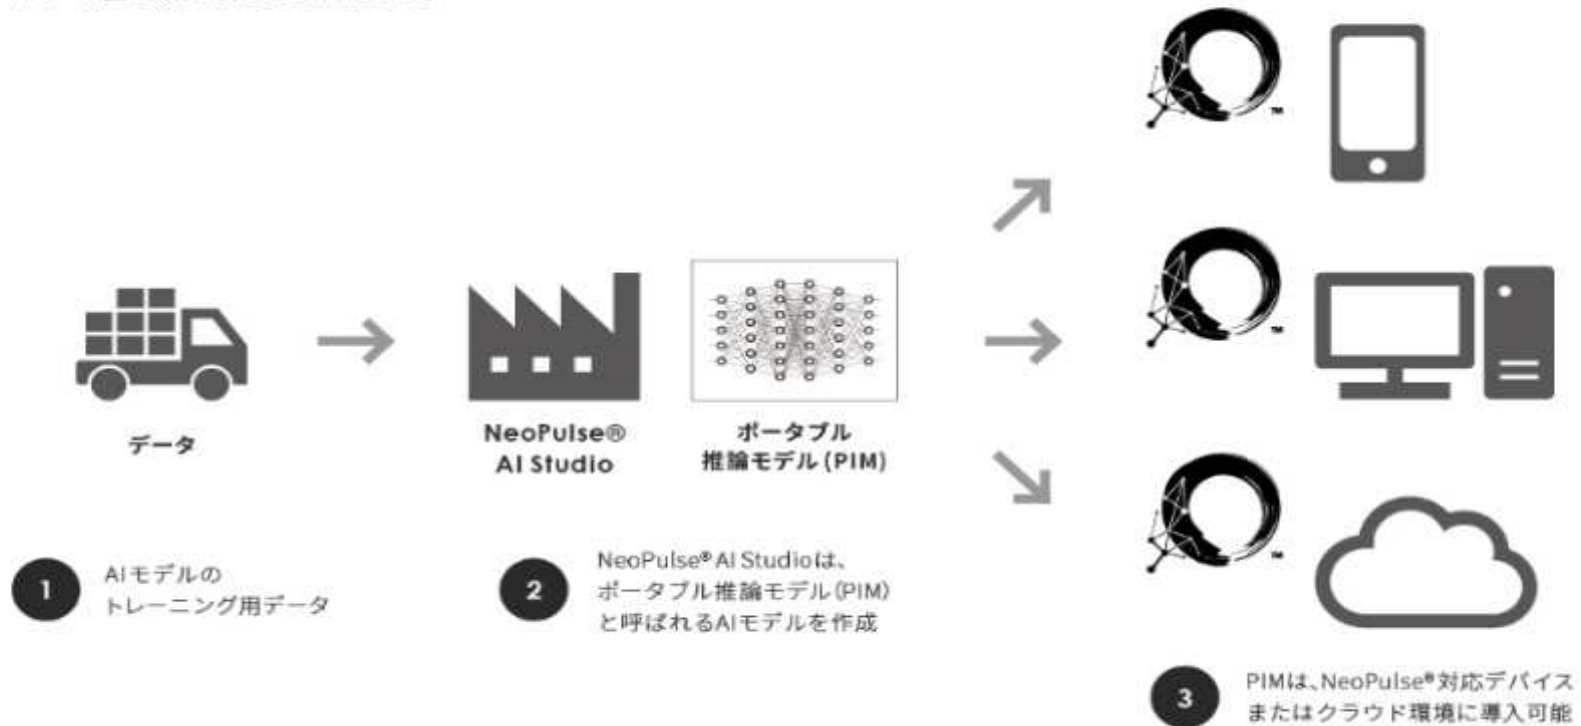 データ
NeoPulse®
AI Studio
ポータブル
推論モデル(PIM)
TM
TM
TM
1
AIモデルの
トレーニング用データ
2
NeoPulse® AI Studioは、
ポータブル推論モデル(PIM)
と呼ばれるAIモデルを作成
3
PIMは、NeoPulse®対応デバイス
またはクラウド環境に導入可能